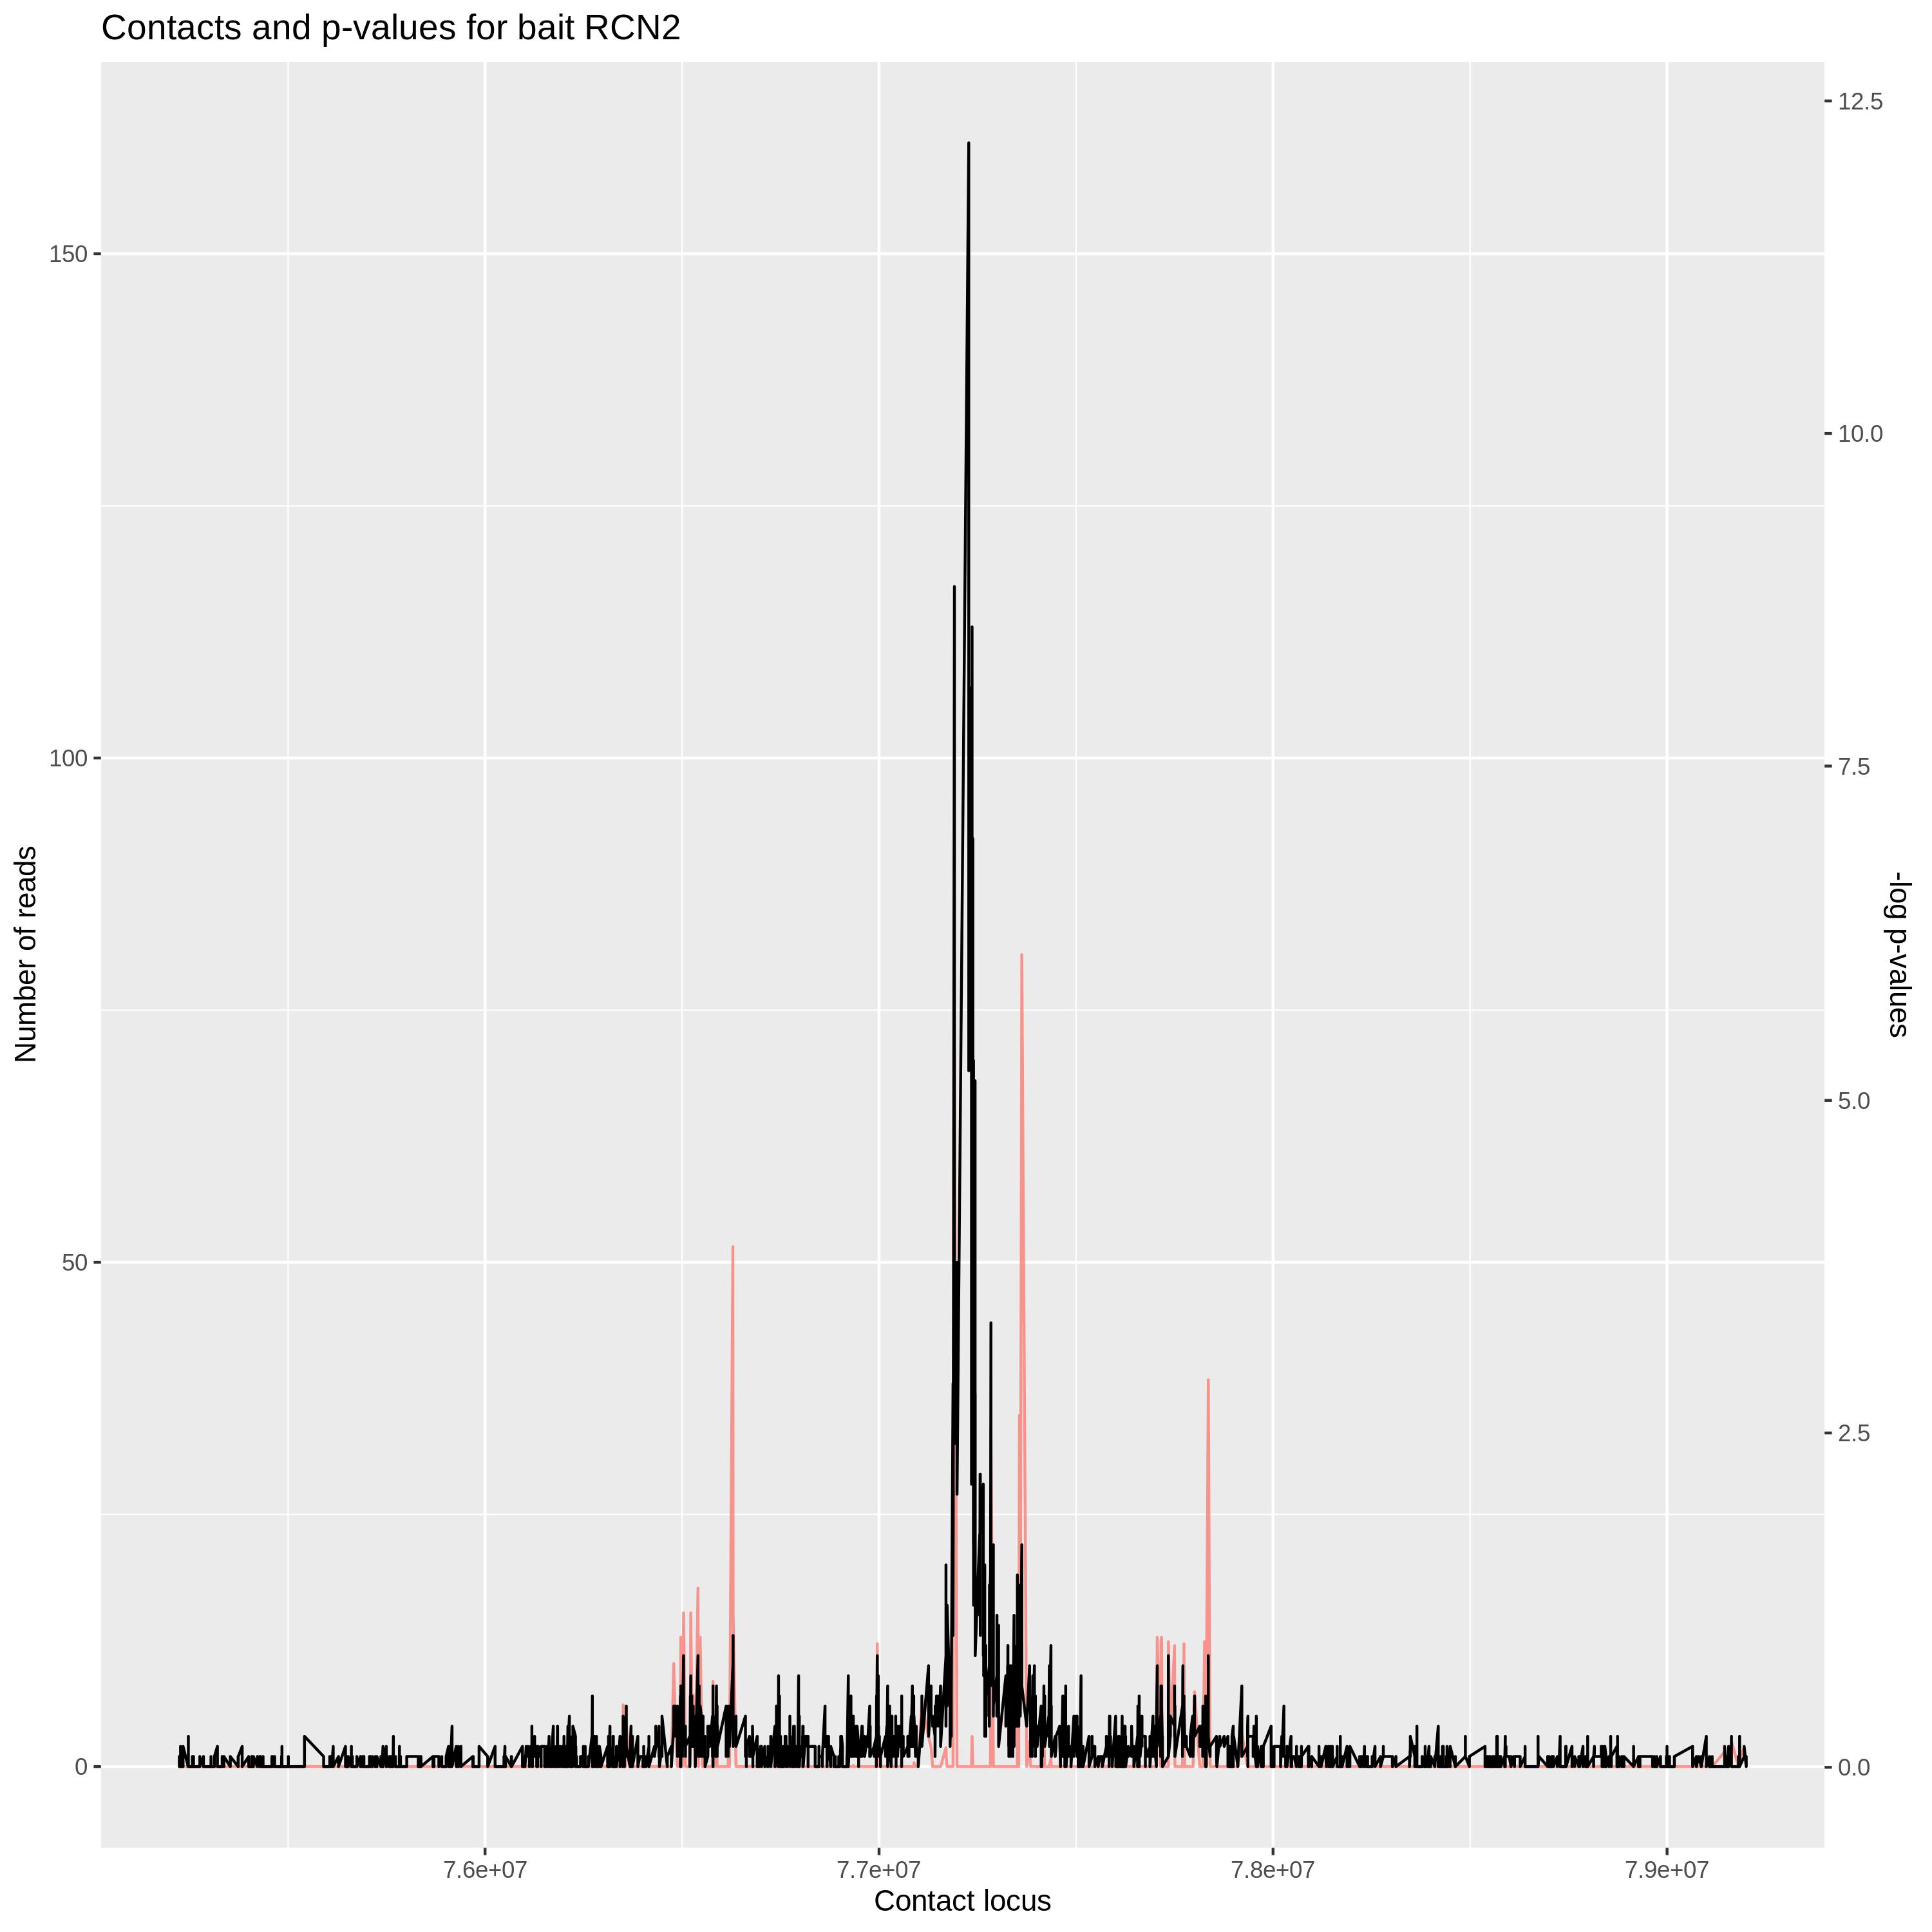 Contacts and p-values for bait RCN2
150
100
50
0
Number of reads
12.5
10.0
7.5
5.0
2.5
0.0
-log p-values
7.6e+07 7.7e+07 7.8e+07 7.9e+07
Contact locus